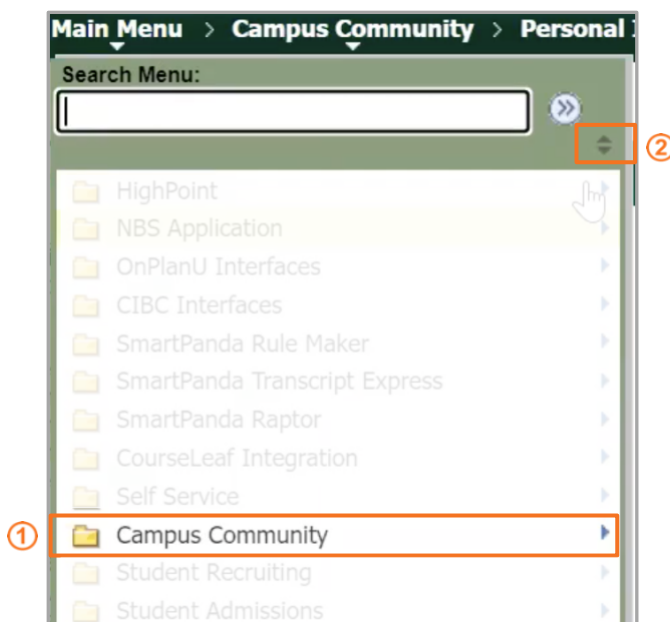 Main Menu > Campus Community > Personal
Search Menu:
②
HighPoint
NBS Application
OnPlanU Interfaces
CIBC Interfaces
SmartPanda Rule Maker
SmartPanda Transcript Express
SmartPanda Raptor
CourseLeaf Integration
Self Service
① Campus Community
Student Recruiting
Student Admissions